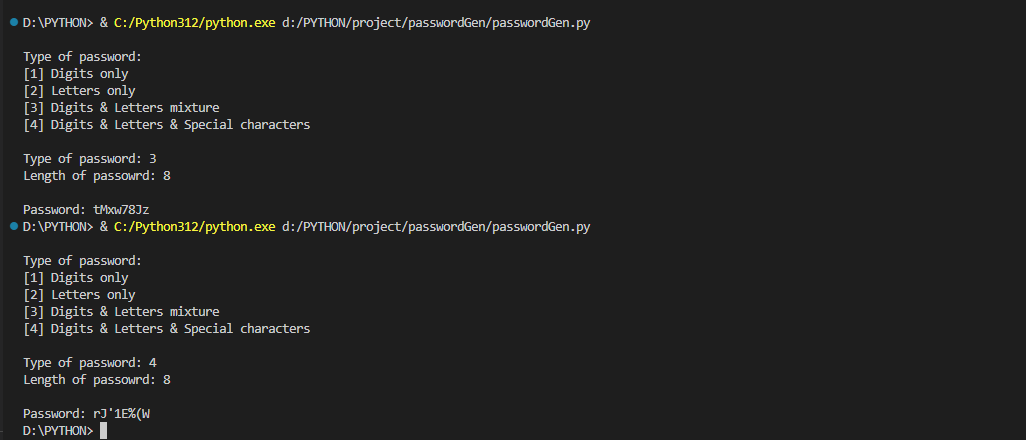 D:\PYTHON> & C:/Python312/python.exe d:/PYTHON/project/passwordGen/passwordGen.py
Type of password:
[1] Digits only
[2] Letters only
[3] Digits & Letters mixture
[4] Digits & Letters & Special characters
Type of password: 3
Length of passowrd: 8
Password: tMxw78Jz
D:\PYTHON> & C:/Python312/python.exe d:/PYTHON/project/passwordGen/passwordGen.py
Type of password:
[1] Digits only
[2] Letters only
[3] Digits & Letters mixture
[4] Digits & Letters & Special characters
Type of password: 4
Length of passowrd: 8
Password: rJ'1E%(W
D:\PYTHON>